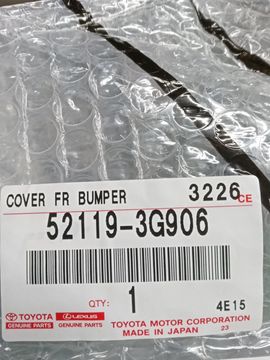 COVER FR BUMPER 3226 CE
52119-3G906
QTY: 1 4E15
TOYOTA LEXUS TOYOTA MOTOR CORPORATION
GENUINE PARTS GENUINE PARTS MADE IN JAPAN 23